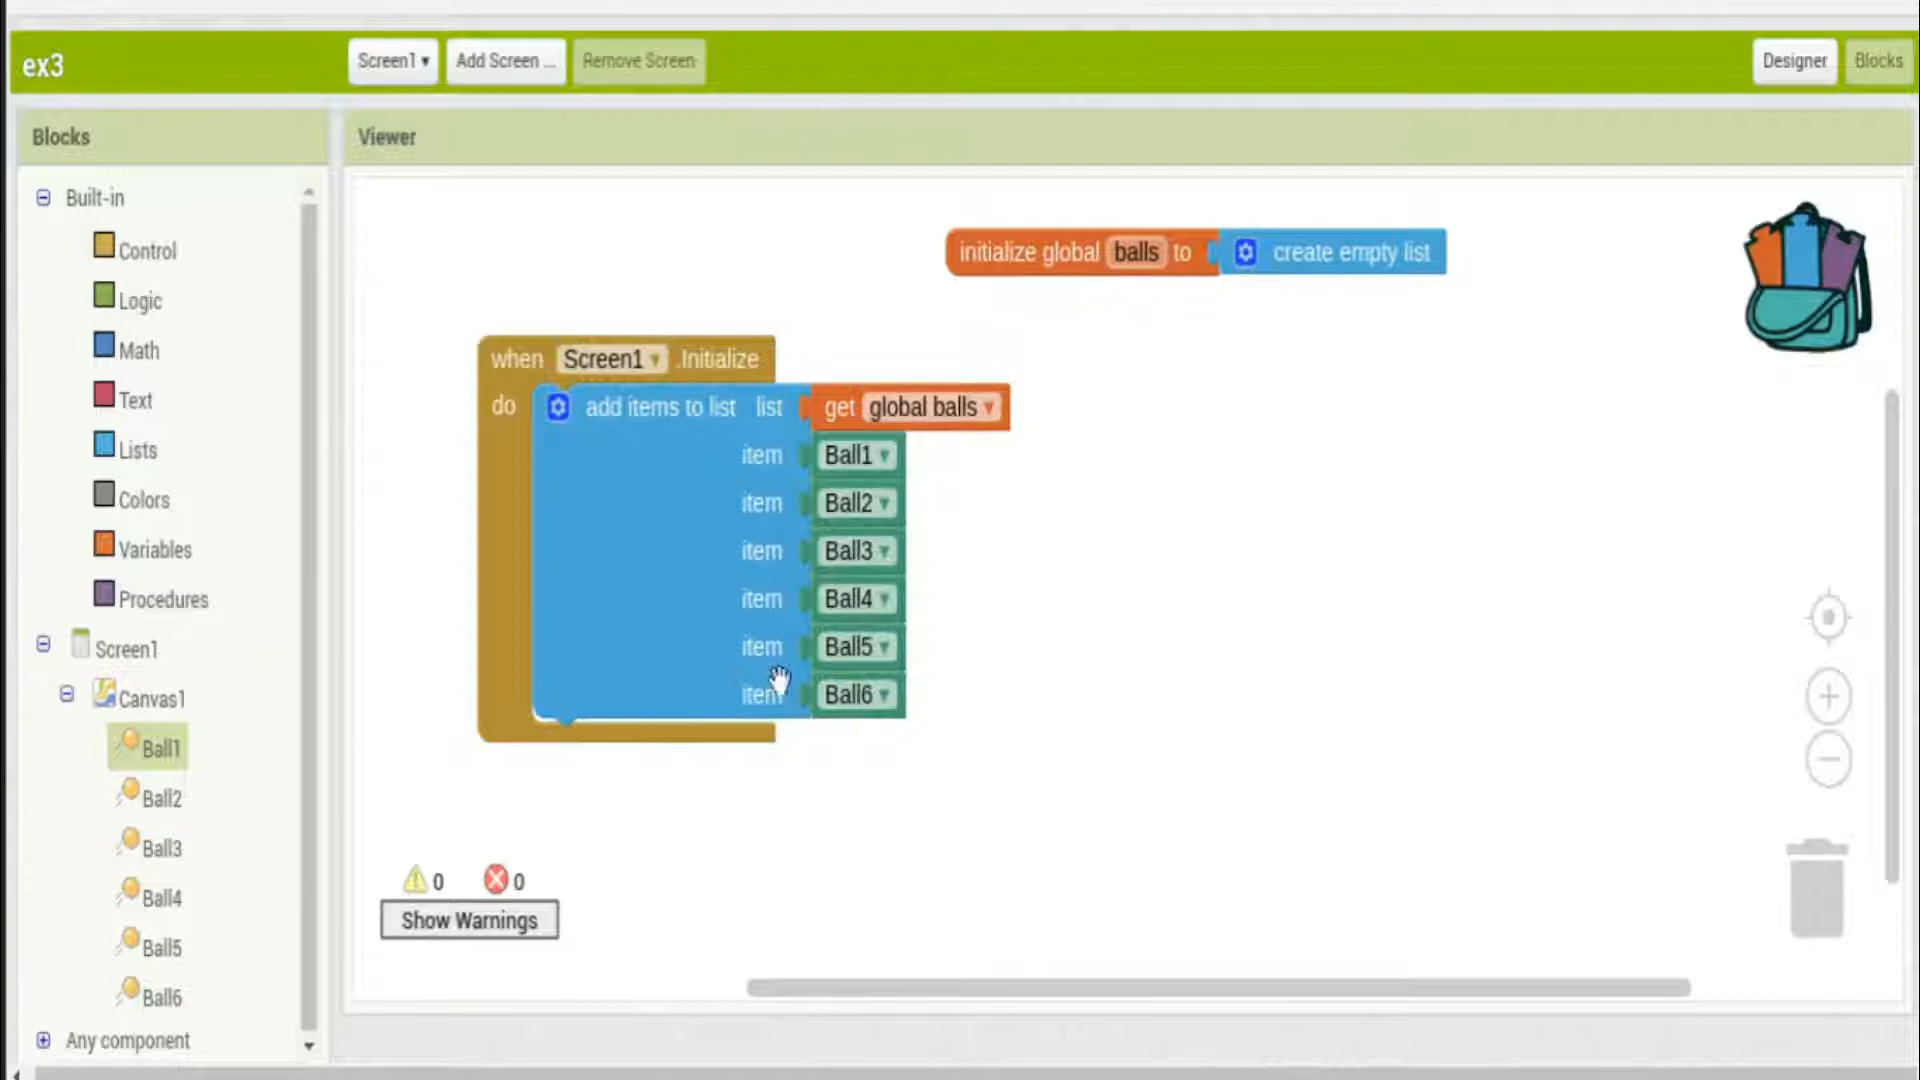 ex3
Screen1 ▾
Add Screen ...
Remove Screen
Designer
Blocks
Blocks
Viewer
Built-in
Control
Logic
Math
Text
Lists
Colors
Variables
Procedures
Screen1
Canvas1
Ball1
Ball2
Ball3
Ball4
Ball5
Ball6
Any component
initialize global balls to create empty list
when Screen1 .Initialize
do add items to list list get global balls
item Ball1
item Ball2
item Ball3
item Ball4
item Ball5
item Ball6
0 0
Show Warnings